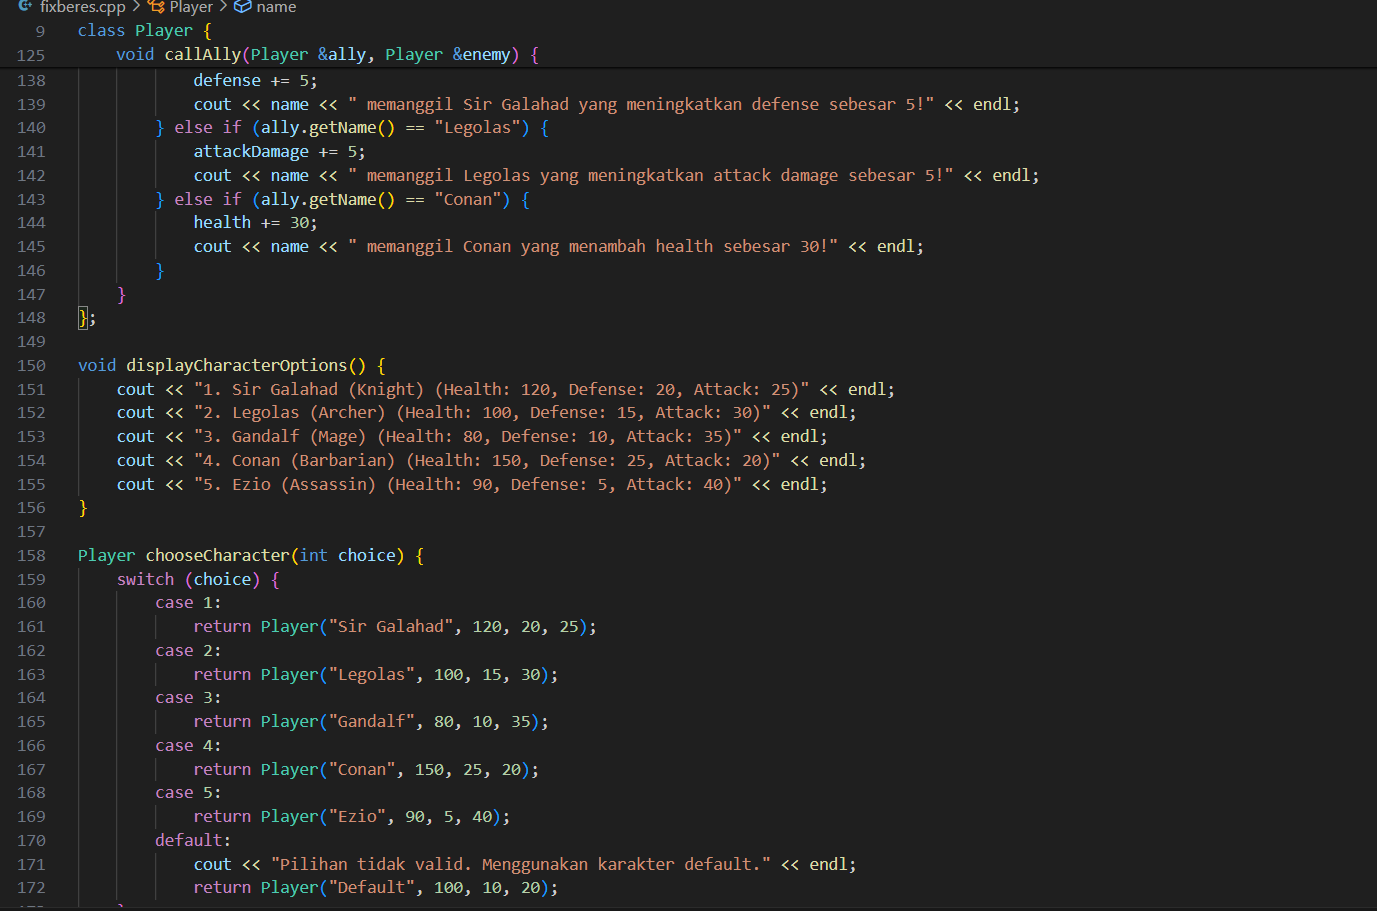 fixberes.cpp > Player > name
9 class Player {
125 void callAlly(Player &ally, Player &enemy) {
138 defense += 5;
139 cout << name << " memanggil Sir Galahad yang meningkatkan defense sebesar 5!" << endl;
140 } else if (ally.getName() == "Legolas") {
141 attackDamage += 5;
142 cout << name << " memanggil Legolas yang meningkatkan attack damage sebesar 5!" << endl;
143 } else if (ally.getName() == "Conan") {
144 health += 30;
145 cout << name << " memanggil Conan yang menambah health sebesar 30!" << endl;
146 }
147 }
148 };
149
150 void displayCharacterOptions() {
151 cout << "1. Sir Galahad (Knight) (Health: 120, Defense: 20, Attack: 25)" << endl;
152 cout << "2. Legolas (Archer) (Health: 100, Defense: 15, Attack: 30)" << endl;
153 cout << "3. Gandalf (Mage) (Health: 80, Defense: 10, Attack: 35)" << endl;
154 cout << "4. Conan (Barbarian) (Health: 150, Defense: 25, Attack: 20)" << endl;
155 cout << "5. Ezio (Assassin) (Health: 90, Defense: 5, Attack: 40)" << endl;
156 }
157
158 Player chooseCharacter(int choice) {
159 switch (choice) {
160 case 1:
161 return Player("Sir Galahad", 120, 20, 25);
162 case 2:
163 return Player("Legolas", 100, 15, 30);
164 case 3:
165 return Player("Gandalf", 80, 10, 35);
166 case 4:
167 return Player("Conan", 150, 25, 20);
168 case 5:
169 return Player("Ezio", 90, 5, 40);
170 default:
171 cout << "Pilihan tidak valid. Menggunakan karakter default." << endl;
172 return Player("Default", 100, 10, 20);